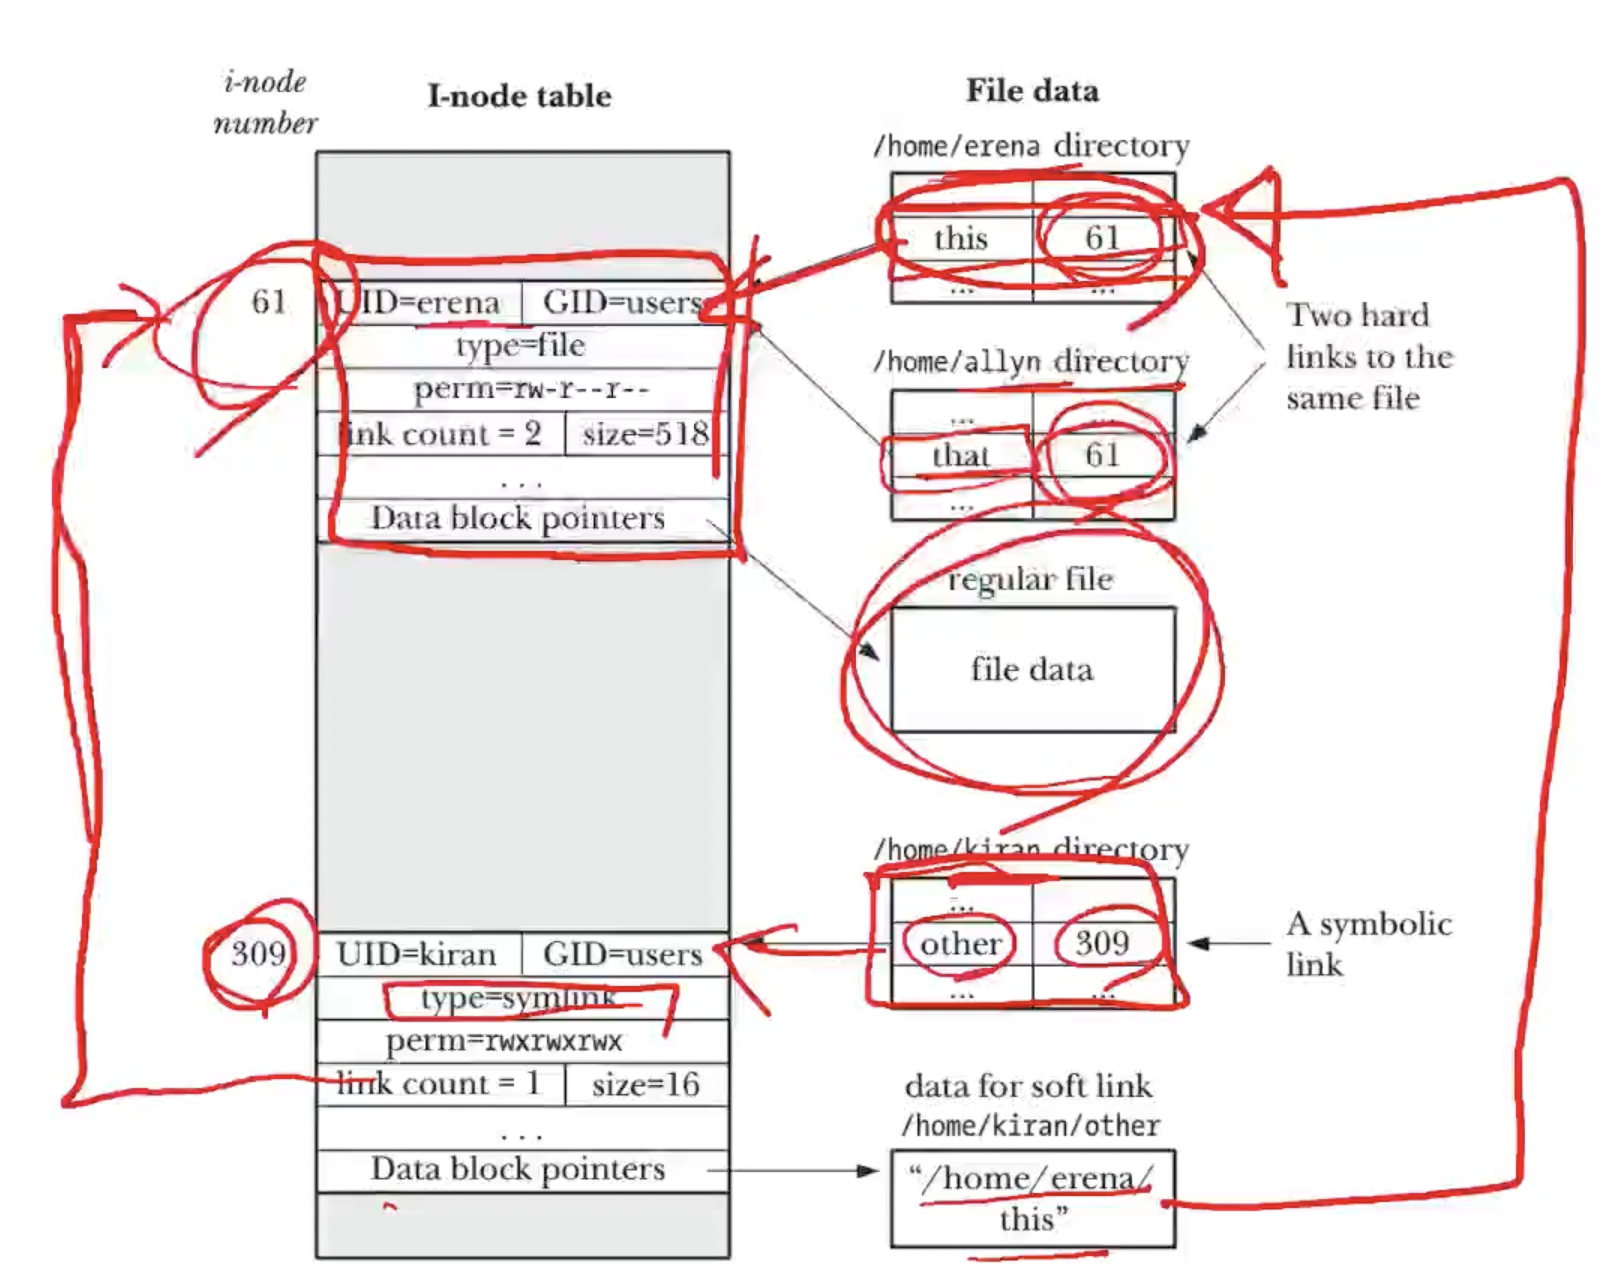 i-node
number
I-node table
File data
/home/erena directory
this 61
... ...
61
UID=erena GID=users
type=file
perm=rw-r--r--
link count = 2 size=518
...
Data block pointers
Two hard
links to the
same file
/home/allyn directory
... ...
that 61
... ...
regular file
file data
/home/kiran directory
... ...
other 309
... ...
A symbolic
link
309
UID=kiran GID=users
type=symlink
perm=rwxrwxrwx
link count = 1 size=16
...
Data block pointers
data for soft link
/home/kiran/other
“/home/erena/
this”